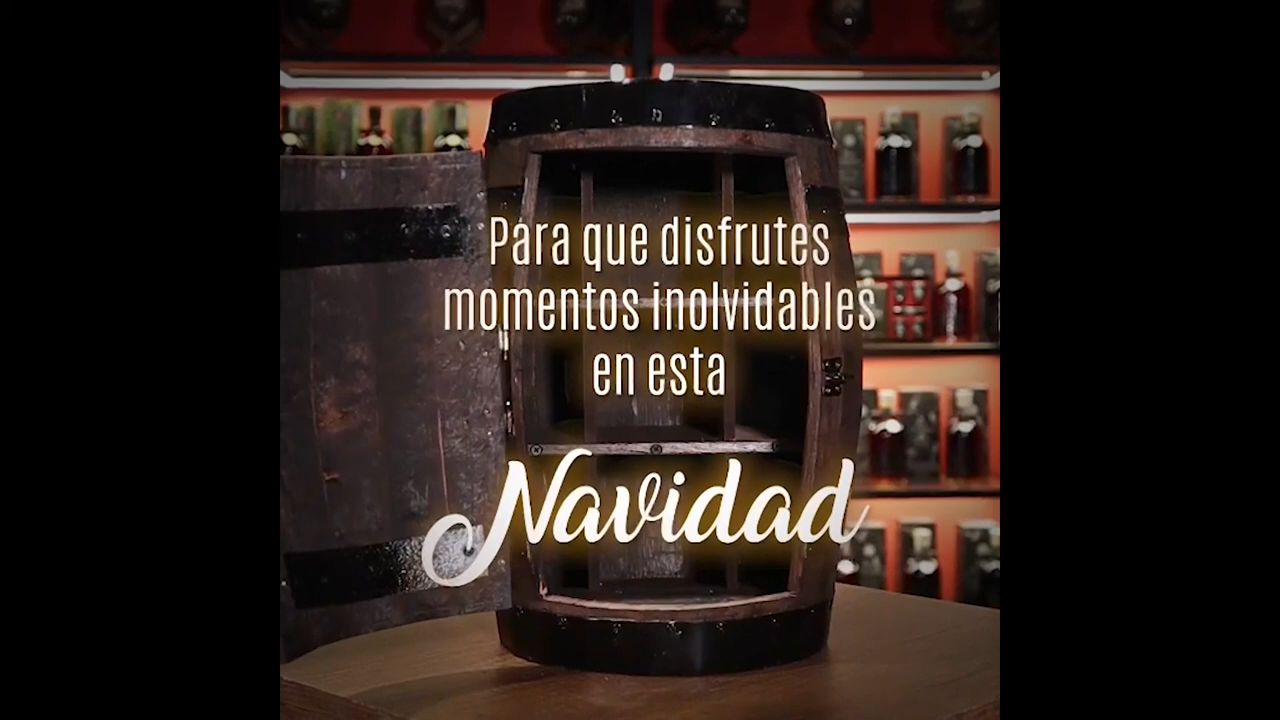 Para que disfrutes
momentos inolvidables
en esta
Navidad